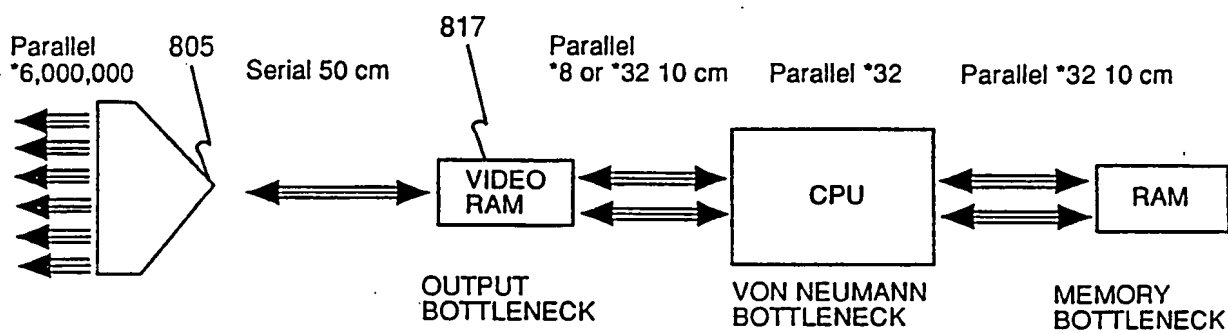 Parallel
*6,000,000
805
Serial 50 cm
817
Parallel
*8 or *32 10 cm
Parallel *32
Parallel *32 10 cm
VIDEO
RAM
CPU
RAM
OUTPUT
BOTTLENECK
VON NEUMANN
BOTTLENECK
MEMORY
BOTTLENECK